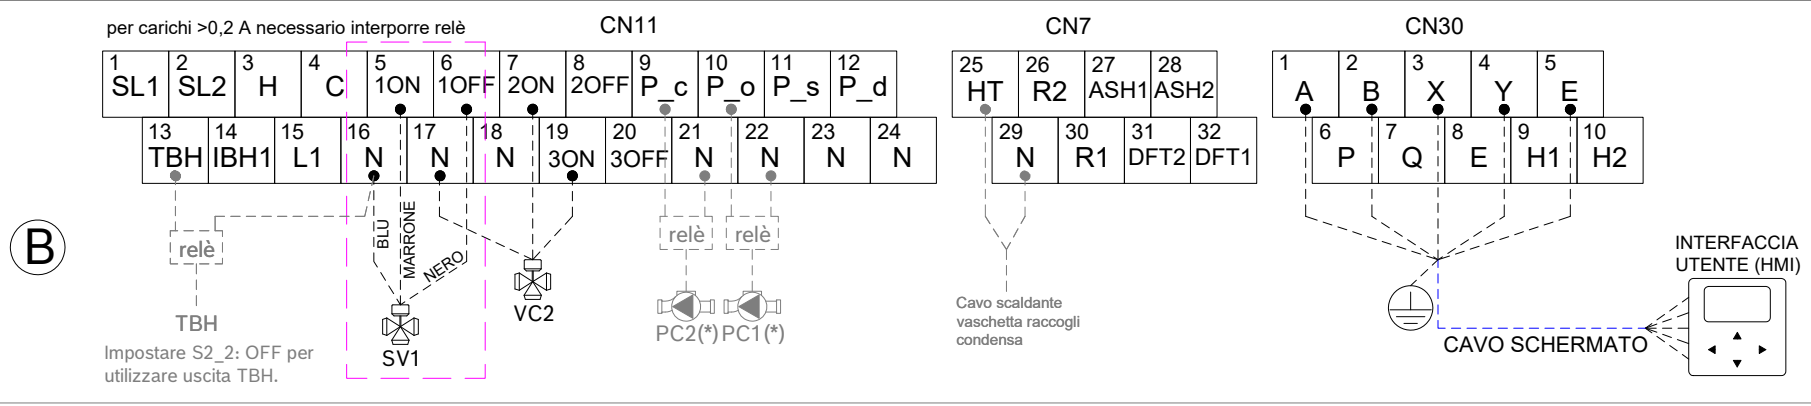 per carichi >0,2 A necessario interporre relè
CN11
1 2 3 4 5 6 7 8 9 10 11 12
SL1 SL2 H C 1ON 1OFF 2ON 2OFF P_c P_o P_s P_d
13 14 15 16 17 18 19 20 21 22 23 24
TBH IBH1 L1 N N N 3ON 3OFF N N N N
B
relè
TBH
Impostare S2_2: OFF per
utilizzare uscita TBH.
BLU
MARRONE
NERO
SV1
VC2
relè relè
PC2(*) PC1(*)
CN7
25 26 27 28
HT R2 ASH1 ASH2
29 30 31 32
N R1 DFT2 DFT1
Cavo scaldante
vaschetta raccogli
condensa
CN30
1 2 3 4 5
A B X Y E
6 7 8 9 10
P Q E H1 H2
CAVO SCHERMATO
INTERFACCIA
UTENTE (HMI)